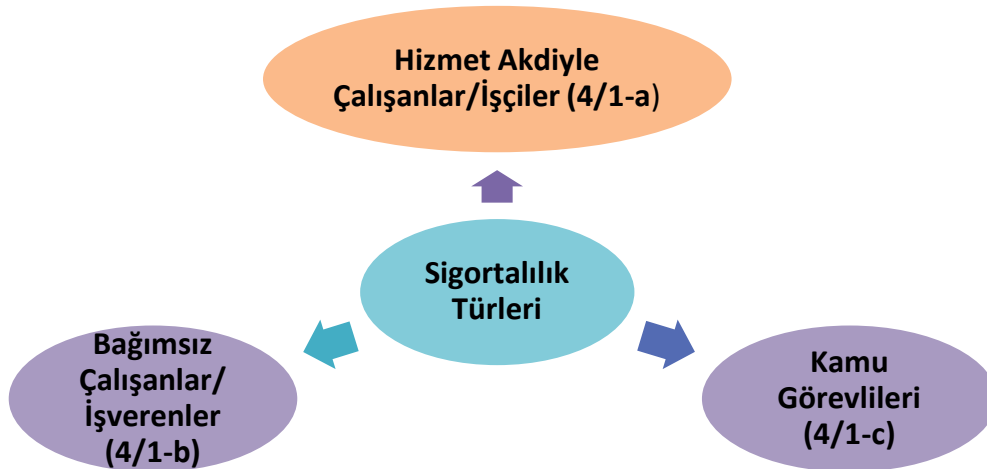 Hizmet Akdiyle
Çalışanlar/İşçiler (4/1-a)
Sigortalılık
Türleri
Bağımsız
Çalışanlar/
İşverenler
(4/1-b)
Kamu
Görevlileri
(4/1-c)